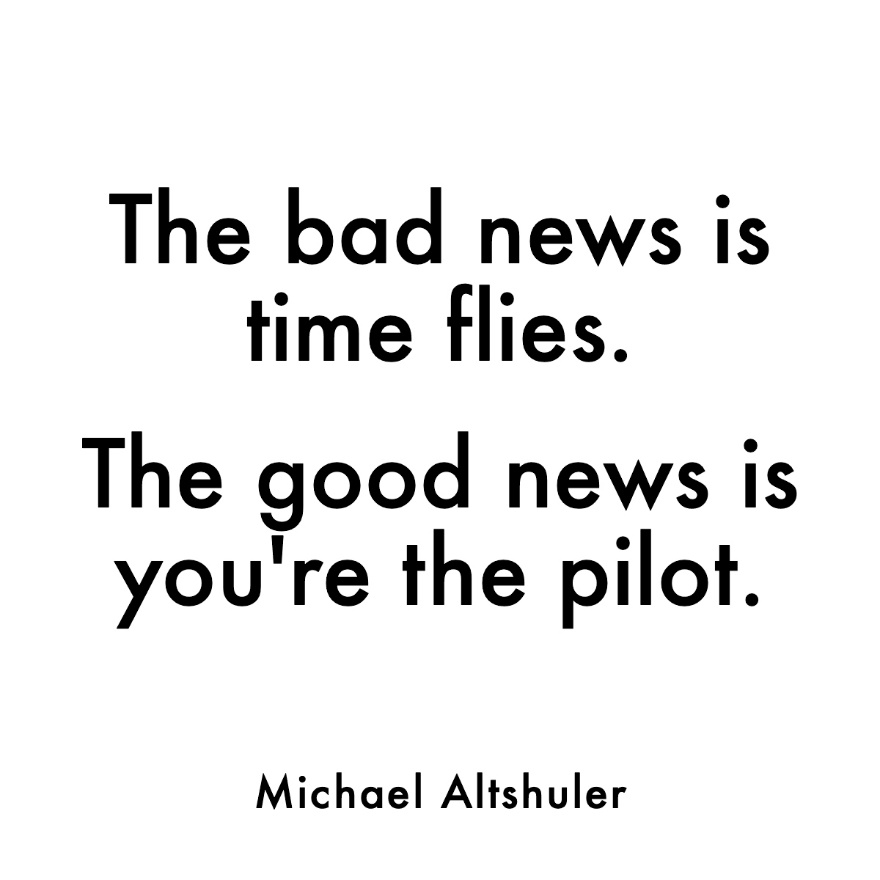 The bad news is
time flies.
The good news is
you're the pilot.
Michael Altshuler